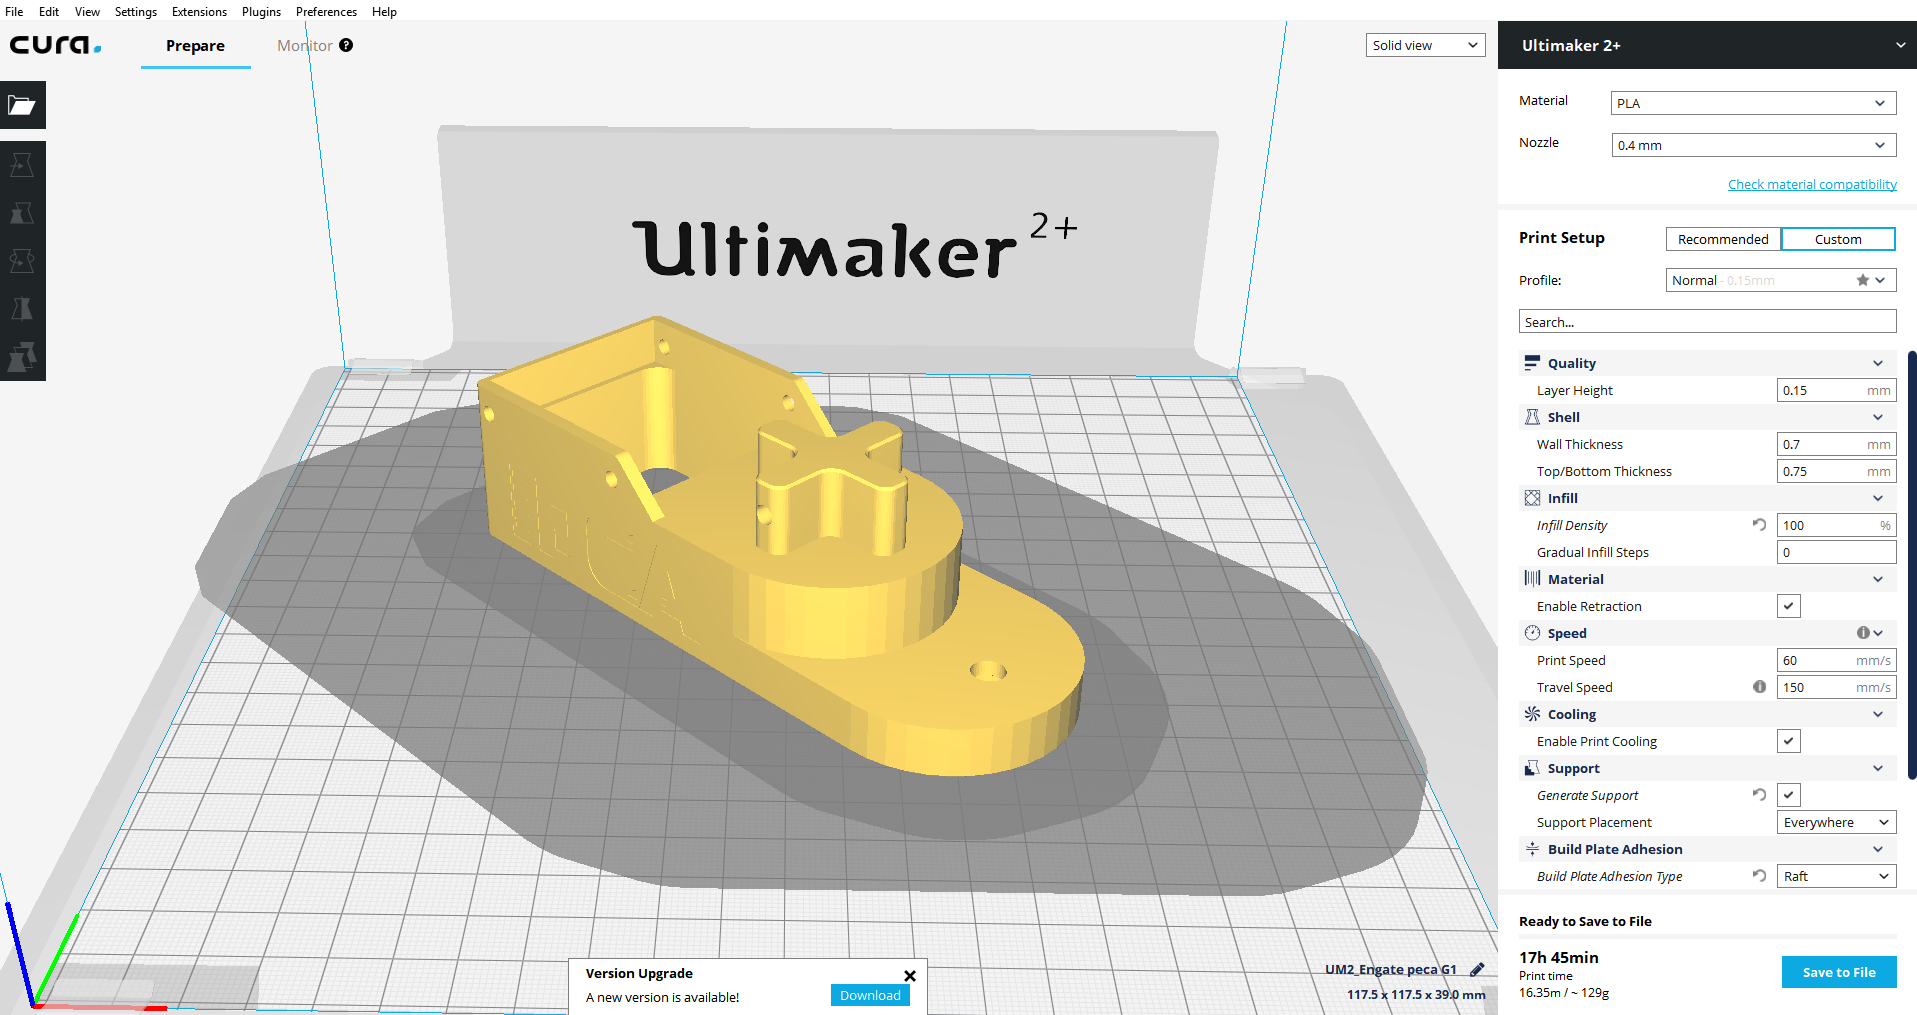 File Edit View Settings Extensions Plugins Preferences Help
cura.
Prepare
Monitor ?
Solid view
Ultimaker 2+
Ultimaker 2+
Material
PLA
Nozzle
0.4 mm
Check material compatibility
Print Setup
Recommended
Custom
Profile:
Normal - 0.15mm
Search...
Quality
Layer Height 0.15 mm
Shell
Wall Thickness 0.7 mm
Top/Bottom Thickness 0.75 mm
Infill
Infill Density 100 %
Gradual Infill Steps 0
Material
Enable Retraction
Speed
Print Speed 60 mm/s
Travel Speed 150 mm/s
Cooling
Enable Print Cooling
Support
Generate Support
Support Placement Everywhere
Build Plate Adhesion
Build Plate Adhesion Type Raft
Ready to Save to File
17h 45min
Print time
16.35m / ~ 129g
Save to File
Version Upgrade
A new version is available!
Download
UM2_Engate peca G1
117.5 x 117.5 x 39.0 mm